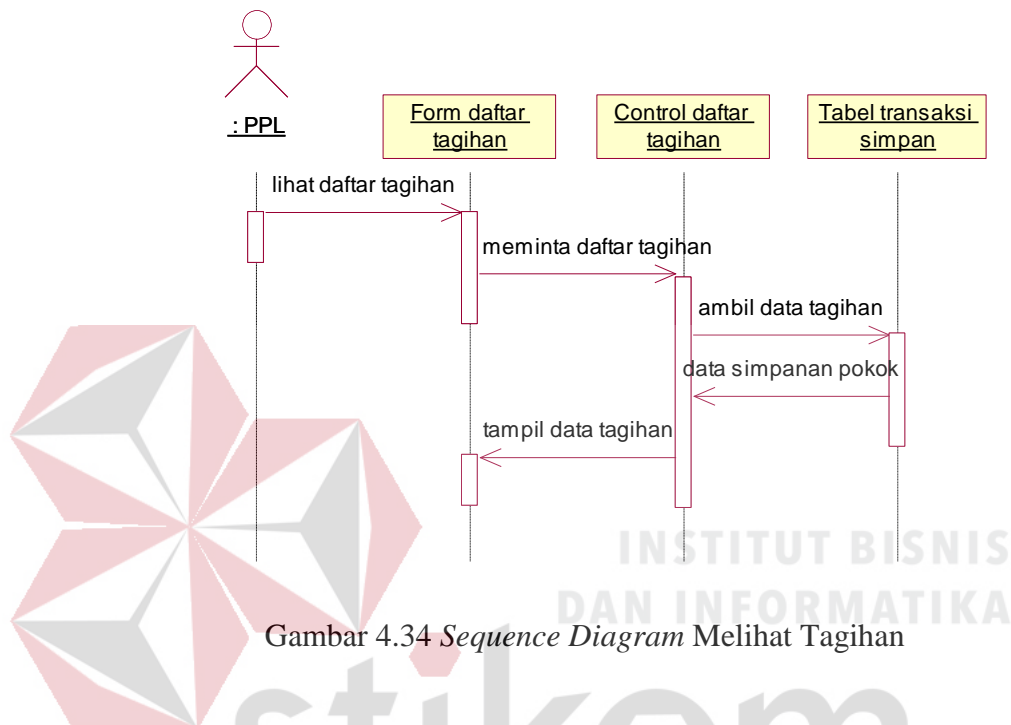 : PPL
Form daftar
tagihan
Control daftar
tagihan
Tabel transaksi
simpan
lihat daftar tagihan
meminta daftar tagihan
ambil data tagihan
data simpanan pokok
tampil data tagihan
INSTITUT BISNIS
DAN INFORMATIKA
Gambar 4.34 Sequence Diagram Melihat Tagihan
stikom